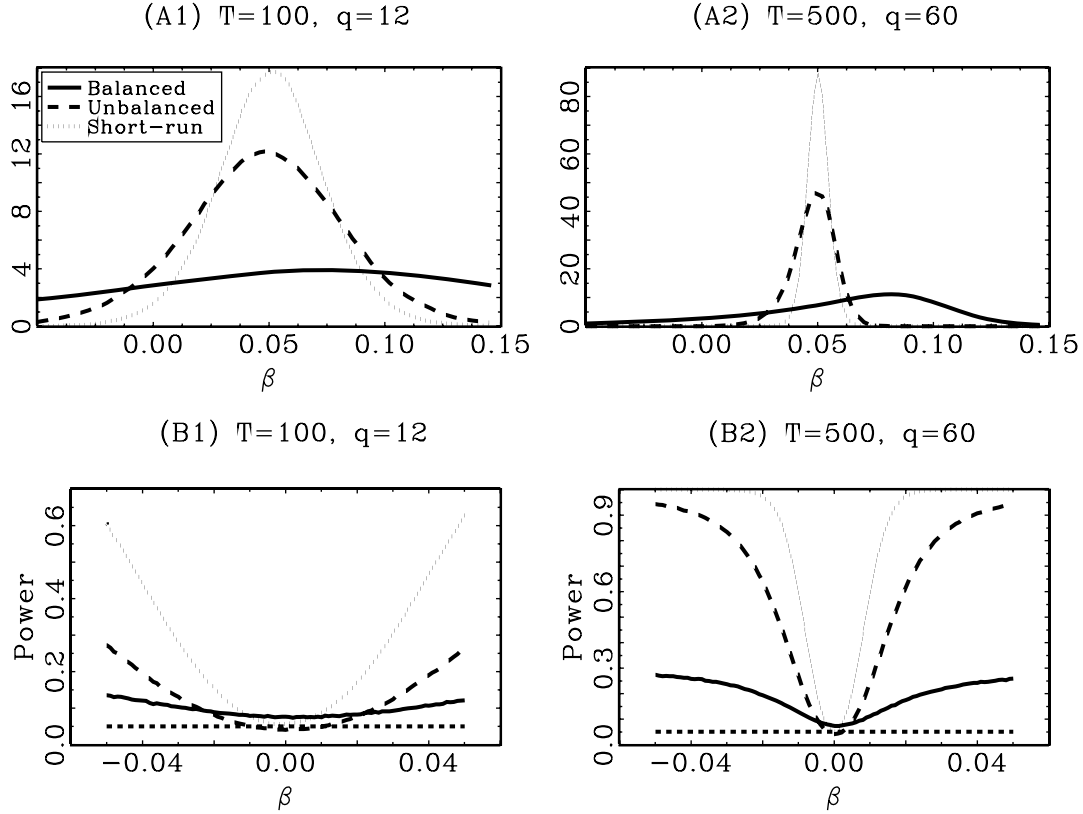 (A1) T=100, q=12
(A2) T=500, q=60
Balanced
Unbalanced
Short-run
0 4 8 12 16
0.00 0.05 0.10 0.15
β
0 20 40 60 80
0.00 0.05 0.10 0.15
β
(B1) T=100, q=12
(B2) T=500, q=60
Power
0.0 0.2 0.4 0.6
-0.04 0.00 0.04
β
Power
0.0 0.3 0.6 0.9
-0.04 0.00 0.04
β